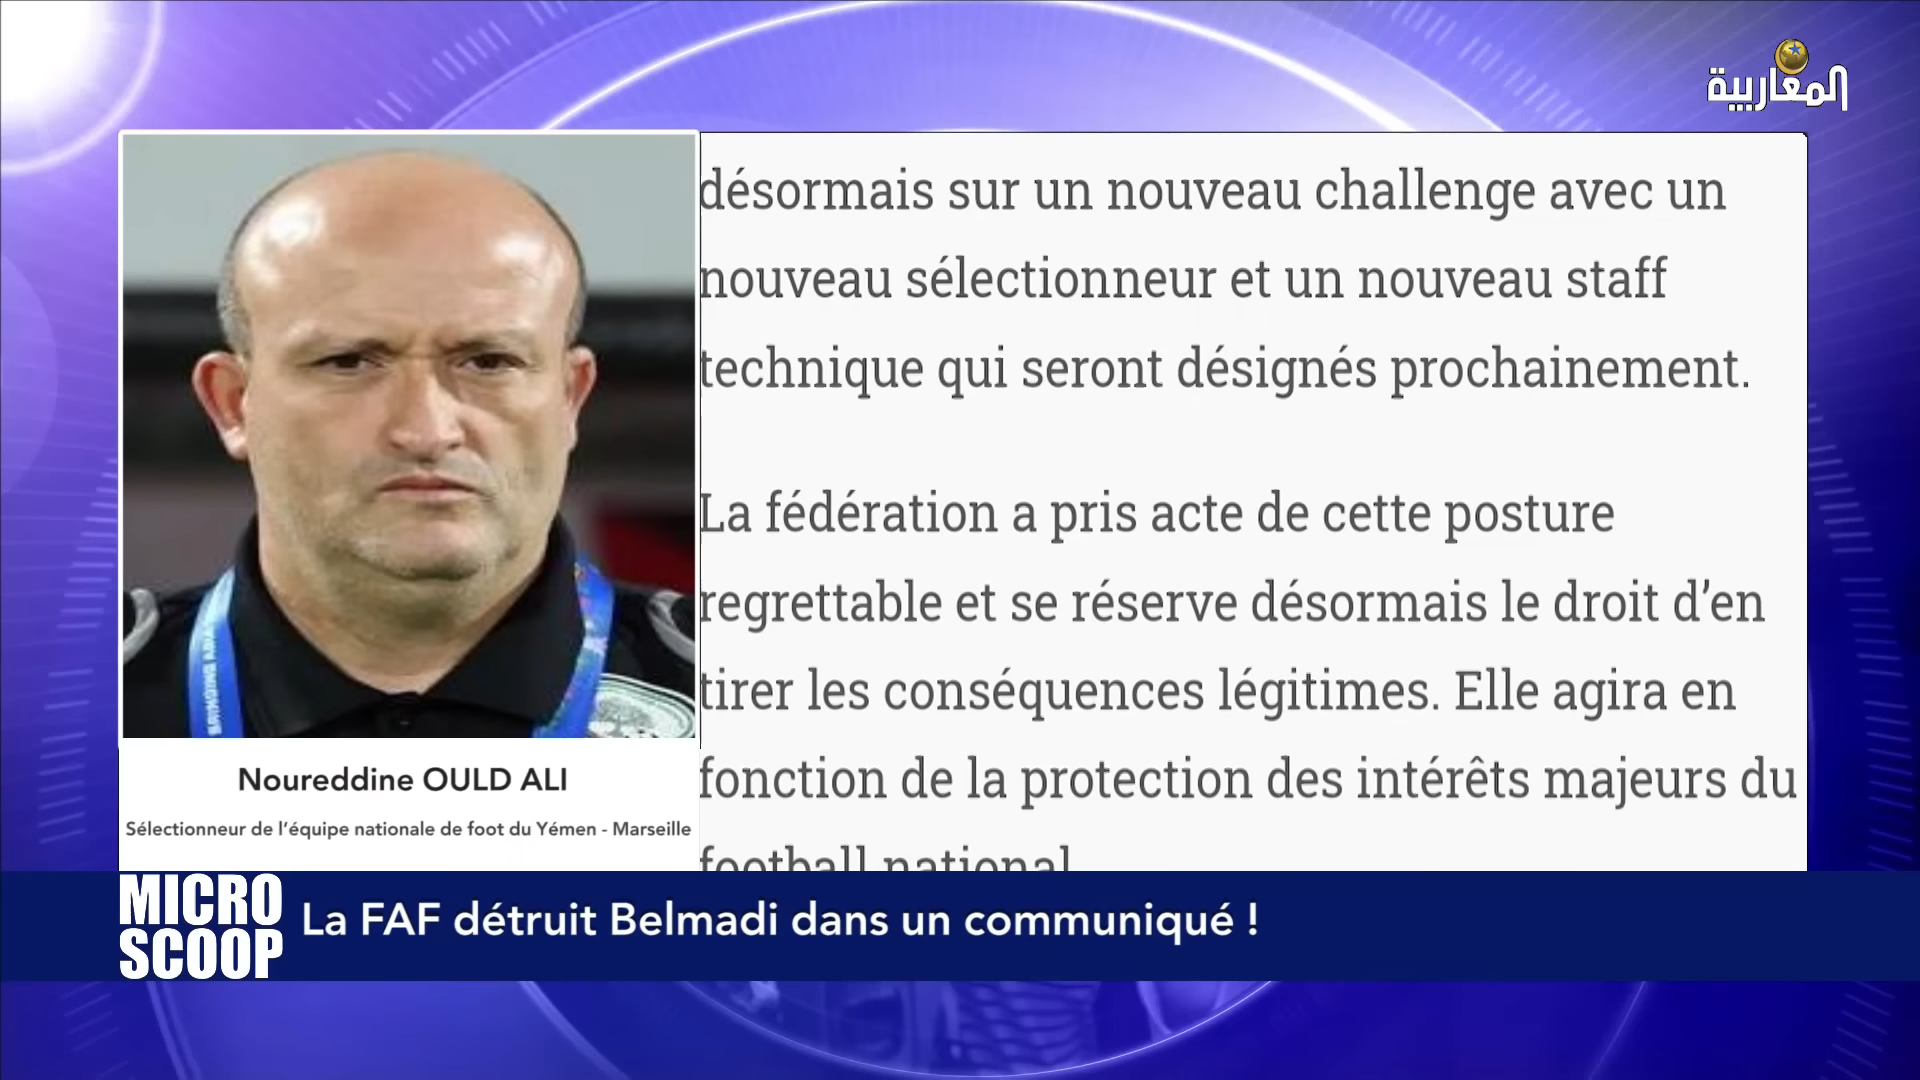 المغاربية
désormais sur un nouveau challenge avec un
nouveau sélectionneur et un nouveau staff
technique qui seront désignés prochainement.
La fédération a pris acte de cette posture
regrettable et se réserve désormais le droit d’en
tirer les conséquences légitimes. Elle agira en
fonction de la protection des intérêts majeurs du
football national
Noureddine OULD ALI
Sélectionneur de l’équipe nationale de foot du Yémen - Marseille
MICRO
SCOOP
La FAF détruit Belmadi dans un communiqué !